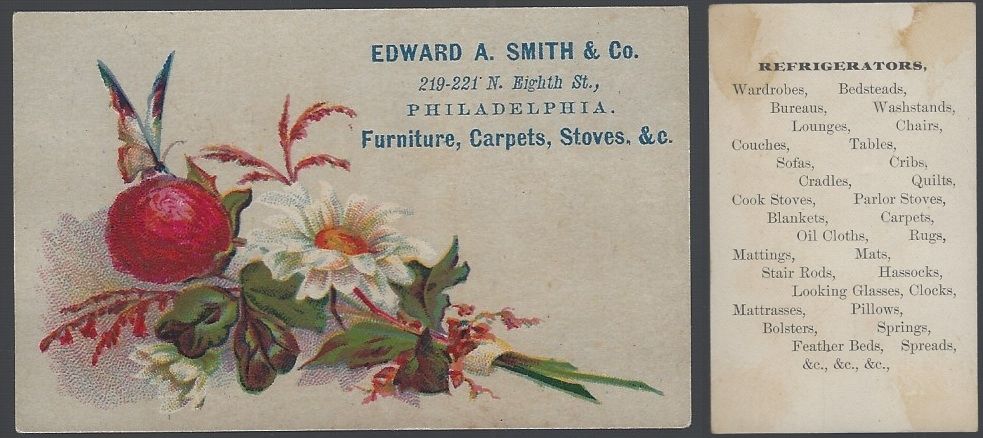 EDWARD A. SMITH & Co.
219-221 N. Eighth St.,
PHILADELPHIA.
Furniture, Carpets, Stoves, &c.
REFRIGERATORS,
Wardrobes, Bedsteads,
Bureaus, Washstands,
Lounges, Chairs,
Couches, Tables,
Sofas, Cribs,
Cradles, Quilts,
Cook Stoves, Parlor Stoves,
Blankets, Carpets,
Oil Cloths, Rugs,
Mattings, Mats,
Stair Rods, Hassocks,
Looking Glasses, Clocks,
Mattrasses, Pillows,
Bolsters, Springs,
Feather Beds, Spreads,
&c., &c., &c.,